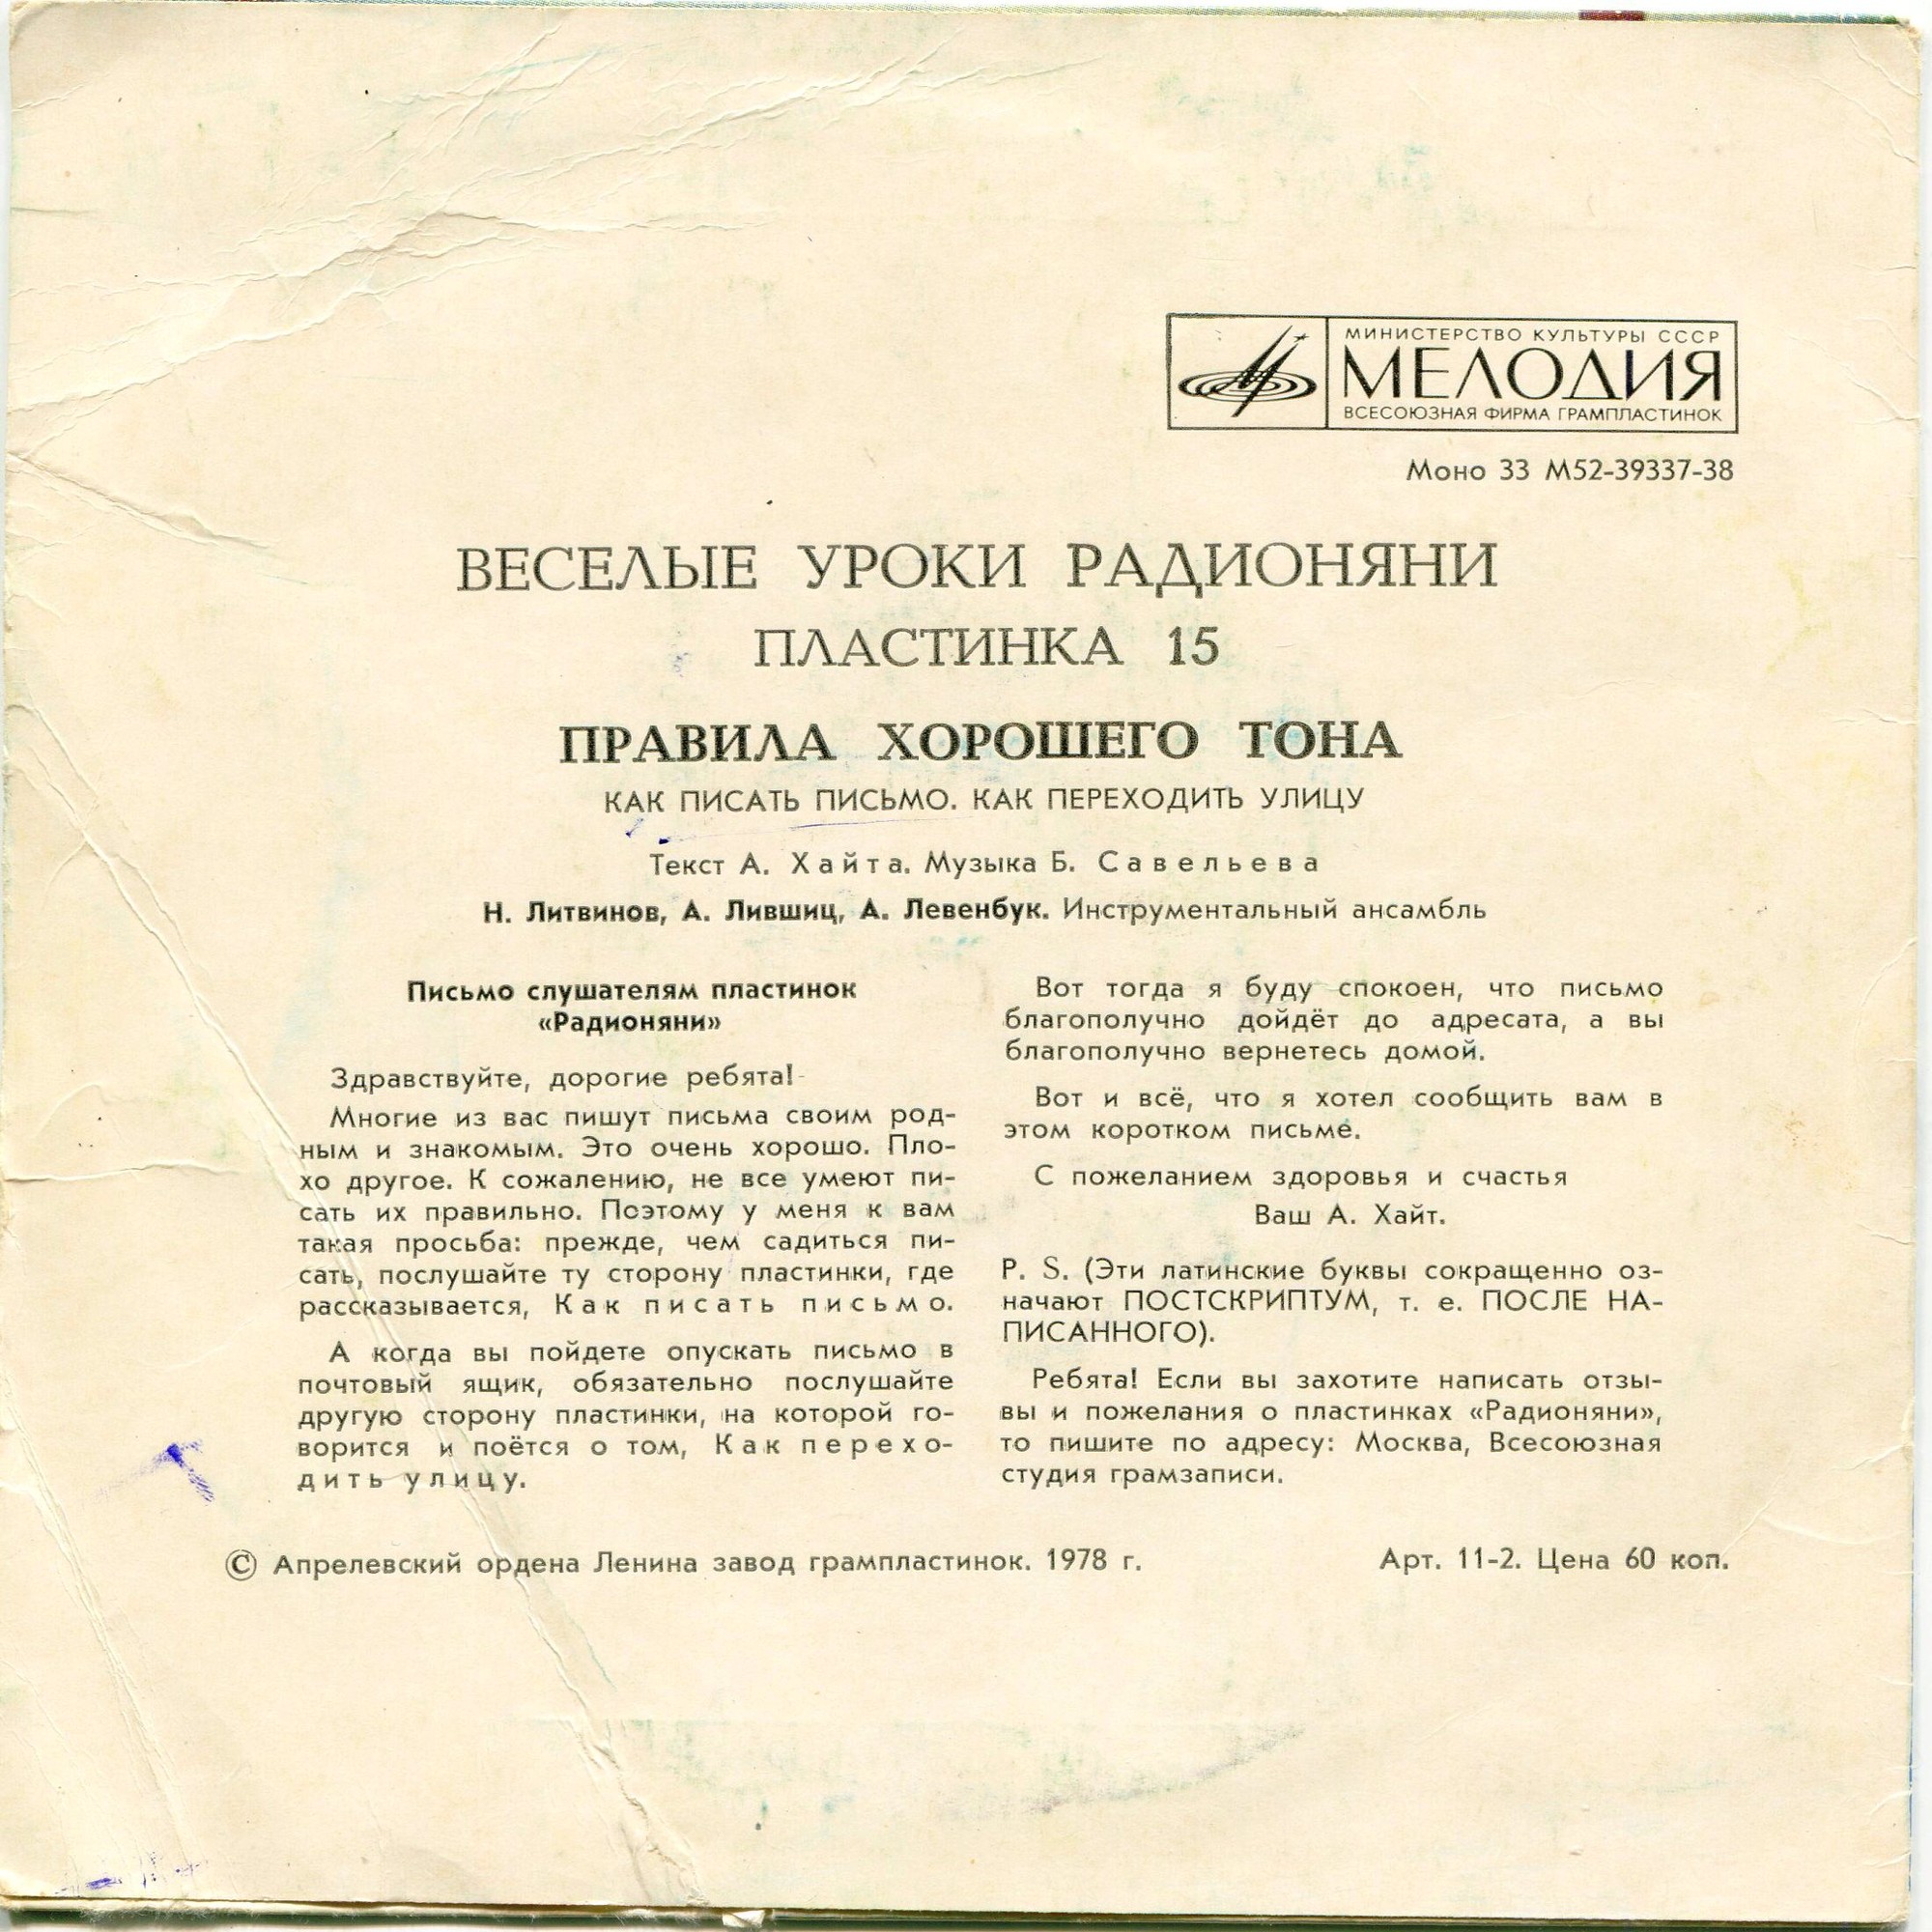 МИНИСТЕРСТВО КУЛЬТУРЫ СССР
МЕЛОДИЯ
ВСЕСОЮЗНАЯ ФИРМА ГРАМПЛАСТИНОК
Моно 33 М52-39337-38
ВЕСЕЛЫЕ УРОКИ РАДИОНЯНИ
ПЛАСТИНКА 15
ПРАВИЛА ХОРОШЕГО ТОНА
КАК ПИСАТЬ ПИСЬМО. КАК ПЕРЕХОДИТЬ УЛИЦУ
Текст А. Хайта. Музыка Б. Савельева
Н. Литвинов, А. Лившиц, А. Левенбук. Инструментальный ансамбль
Письмо слушателям пластинок
«Радионяни»
Здравствуйте, дорогие ребята!
Многие из вас пишут письма своим род-
ным и знакомым. Это очень хорошо. Пло-
хо другое. К сожалению, не все умеют пи-
сать их правильно. Поэтому у меня к вам
такая просьба: прежде, чем садиться пи-
сать, послушайте ту сторону пластинки, где
рассказывается, Как писать письмо.
А когда вы пойдете опускать письмо в
почтовый ящик, обязательно послушайте
другую сторону пластинки, на которой го-
ворится и поётся о том, Как перехо-
дить улицу.
Вот тогда я буду спокоен, что письмо
благополучно дойдёт до адресата, а вы
благополучно вернетесь домой.
Вот и всё, что я хотел сообщить вам в
этом коротком письме.
С пожеланием здоровья и счастья
Ваш А. Хайт.
P. S. (Эти латинские буквы сокращенно оз-
начают ПОСТСКРИПТУМ, т. е. ПОСЛЕ НА-
ПИСАННОГО).
Ребята! Если вы захотите написать отзы-
вы и пожелания о пластинках «Радионяни»,
то пишите по адресу: Москва, Всесоюзная
студия грамзаписи.
© Апрелевский ордена Ленина завод грампластинок. 1978 г.
Арт. 11-2. Цена 60 коп.